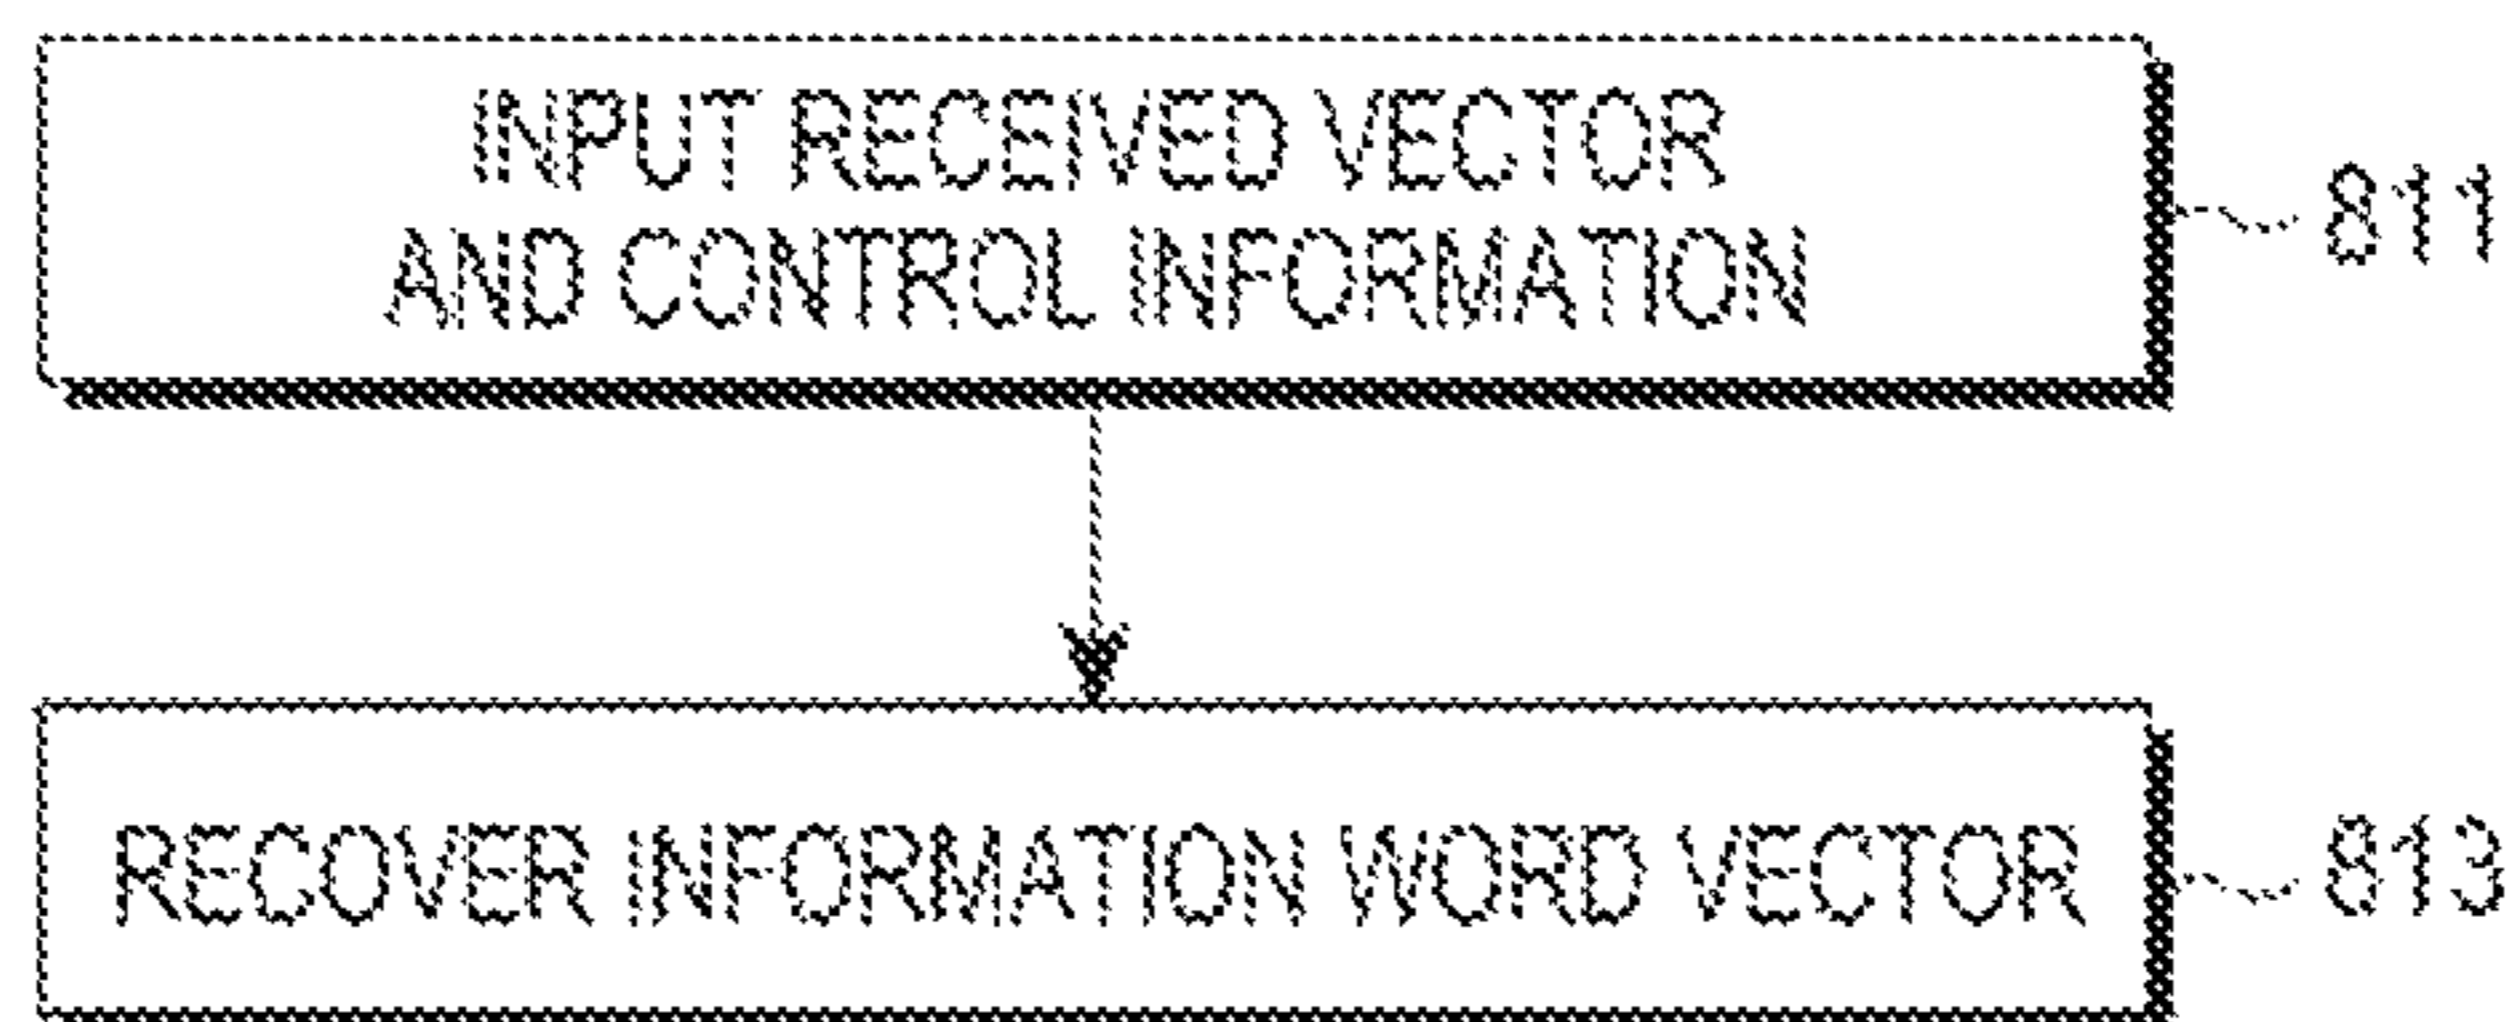 INPUT RECEIVED VECTOR
AND CONTROL INFORMATION
811
RECOVER INFORMATION WORD VECTOR
813